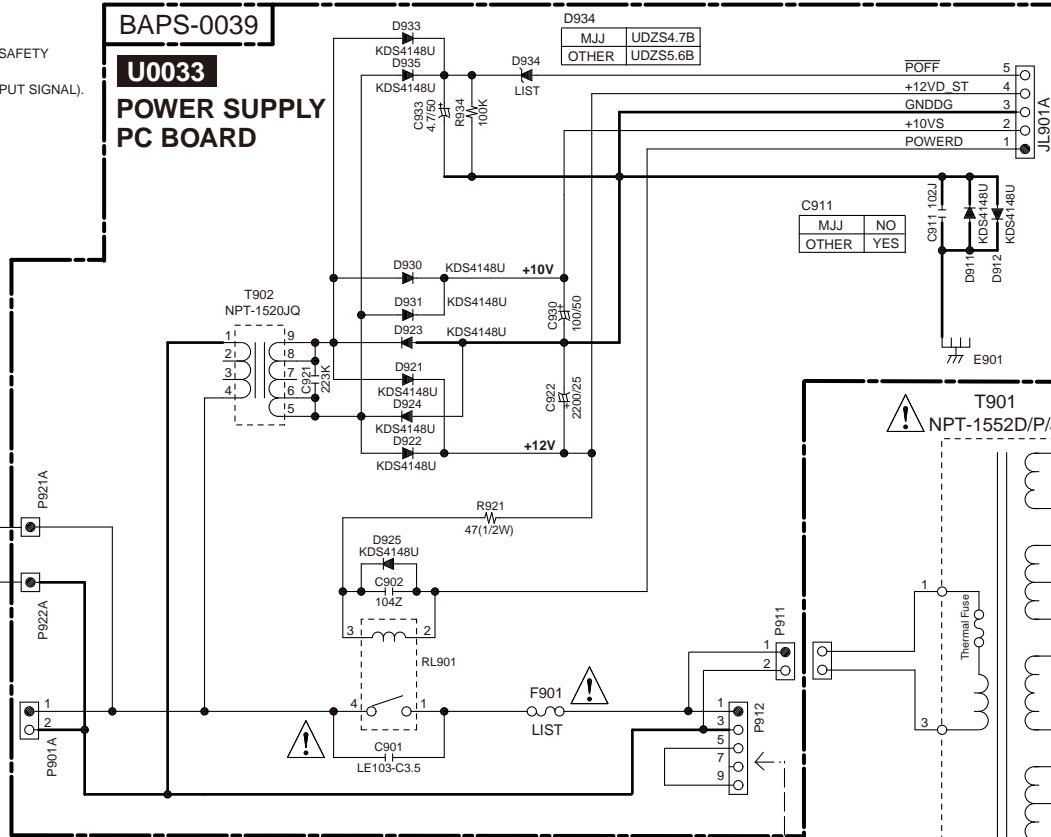 SAFETY
PUT SIGNAL).
BAPS-0039
U0033
POWER SUPPLY
PC BOARD
D933
KDS4148U
D935
KDS4148U
C933
4.7/50
+
R934
100K
D934
LIST
D934
MJJ UDZS4.7B
OTHER UDZS5.6B
POFF 5
+12VD_ST 4
GNDDG 3
+10VS 2
POWERD 1
JL901A
C911
MJJ NO
OTHER YES
C911 102J
KDS4148U
D911
KDS4148U
D912
E901
D930
KDS4148U
+10V
D931
KDS4148U
D923
KDS4148U
C930
100/50
+
T902
NPT-1520JQ
1
2
3
4
9
8
7
6
5
C921
223K
D921
KDS4148U
D924
KDS4148U
D922
KDS4148U
C922
2200/25
+
+12V
T901
NPT-1552D/P/
R921
47(1/2W)
P921A
P922A
D925
KDS4148U
C902
104Z
3 2
RL901
4 1
P901A
1
2
C901
LE103-C3.5
F901
LIST
P911
1
2
P912
1
3
5
7
9
1
Thermal Fuse
3